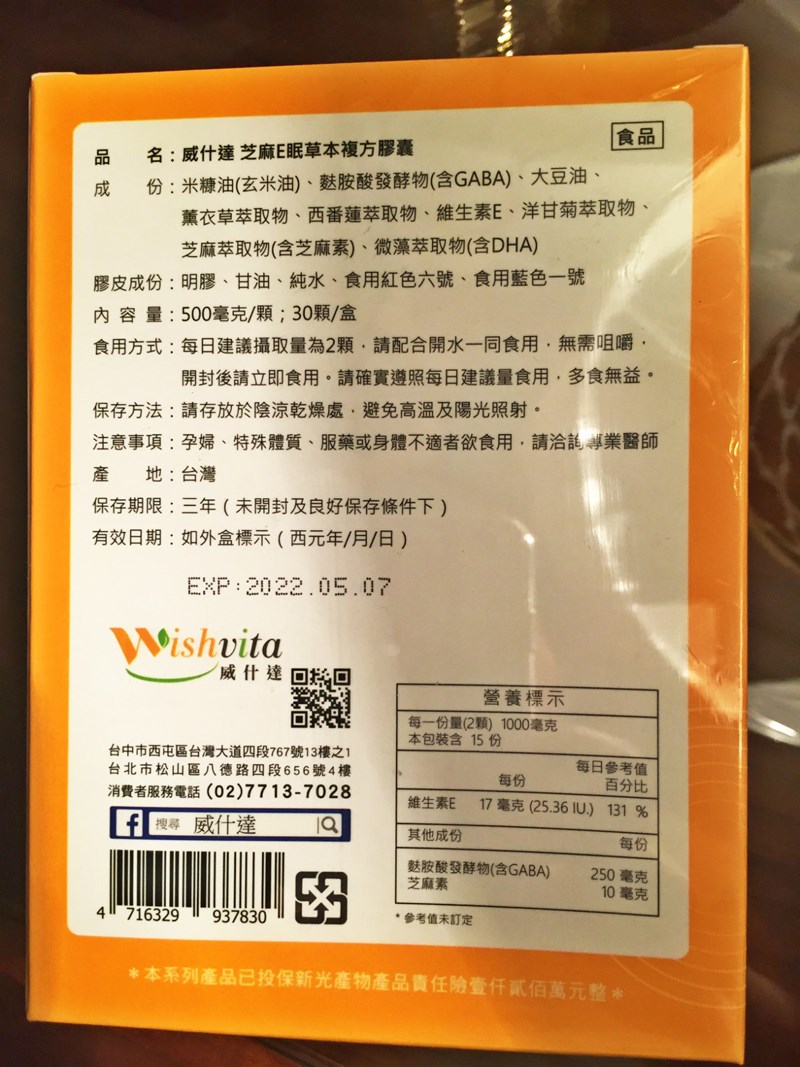 食品
品 名：威什達 芝麻E眠草本複方膠囊
成 份：米糠油(玄米油)、麩胺酸發酵物(含GABA)、大豆油、
薰衣草萃取物、西番蓮萃取物、維生素E、洋甘菊萃取物、
芝麻萃取物(含芝麻素)、微藻萃取物(含DHA)
膠皮成份：明膠、甘油、純水、食用紅色六號、食用藍色一號
內 容 量：500毫克/顆；30顆/盒
食用方式：每日建議攝取量為2顆，請配合開水一同食用，無需咀嚼，
開封後請立即食用。請確實遵照每日建議量食用，多食無益。
保存方法：請存放於陰涼乾燥處，避免高溫及陽光照射。
注意事項：孕婦、特殊體質、服藥或身體不適者欲食用，請洽詢專業醫師
產 地：台灣
保存期限：三年（未開封及良好保存條件下）
有效日期：如外盒標示（西元年/月/日）
EXP:2022.05.07
Wishvita
威什達
台中市西屯區台灣大道四段767號13樓之1
台北市松山區八德路四段656號4樓
消費者服務電話 (02)7713-7028
f 搜尋 威什達
4 716329 937830
營養標示
每一份量(2顆) 1000毫克
本包裝含 15 份
每份 每日參考值百分比
維生素E 17 毫克 (25.36 IU.) 131 %
其他成份 每份
麩胺酸發酵物(含GABA) 250 毫克
芝麻素 10 毫克
*參考值未訂定
＊本系列產品已投保新光產物產品責任險壹仟貳佰萬元整＊